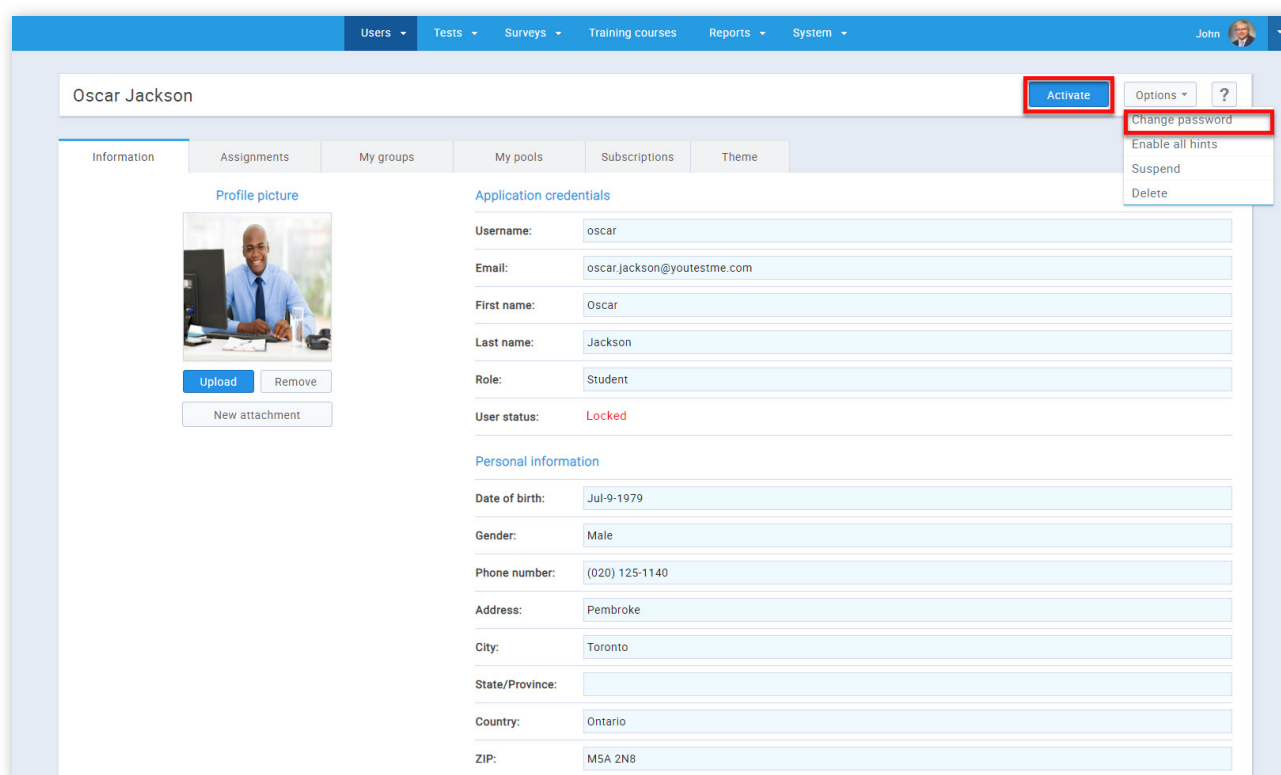 Users Tests Surveys Training courses Reports System John
Oscar Jackson Activate Options ?
Change password
Enable all hints
Suspend
Delete
Information Assignments My groups My pools Subscriptions Theme
Profile picture
Upload Remove
New attachment
Application credentials
Username: oscar
Email: oscar.jackson@youtestme.com
First name: Oscar
Last name: Jackson
Role: Student
User status: Locked
Personal information
Date of birth: Jul-9-1979
Gender: Male
Phone number: (020) 125-1140
Address: Pembroke
City: Toronto
State/Province:
Country: Ontario
ZIP: M5A 2N8